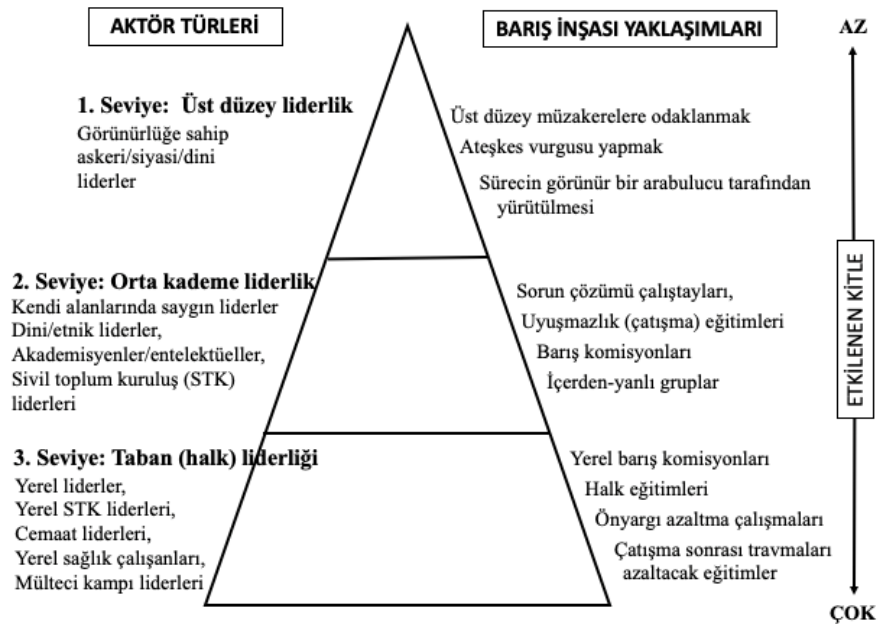 AKTÖR TÜRLERİ
BARIŞ İNŞASI YAKLAŞIMLARI
AZ
1. Seviye: Üst düzey liderlik
Görünürlüğe sahip
askeri/siyasi/dini
liderler
Üst düzey müzakerelere odaklanmak
Ateşkes vurgusu yapmak
Sürecin görünür bir arabulucu tarafından
yürütülmesi
2. Seviye: Orta kademe liderlik
Kendi alanlarında saygın liderler
Dini/etnik liderler,
Akademisyenler/entelektüeller,
Sivil toplum kuruluş (STK)
liderleri
Sorun çözümü çalıştayları,
Uyuşmazlık (çatışma) eğitimleri
Barış komisyonları
İçerden-yanlı gruplar
ETKİLENEN KİTLE
3. Seviye: Taban (halk) liderliği
Yerel liderler,
Yerel STK liderleri,
Cemaat liderleri,
Yerel sağlık çalışanları,
Mülteci kampı liderleri
Yerel barış komisyonları
Halk eğitimleri
Önyargı azaltma çalışmaları
Çatışma sonrası travmaları
azaltacak eğitimler
ÇOK